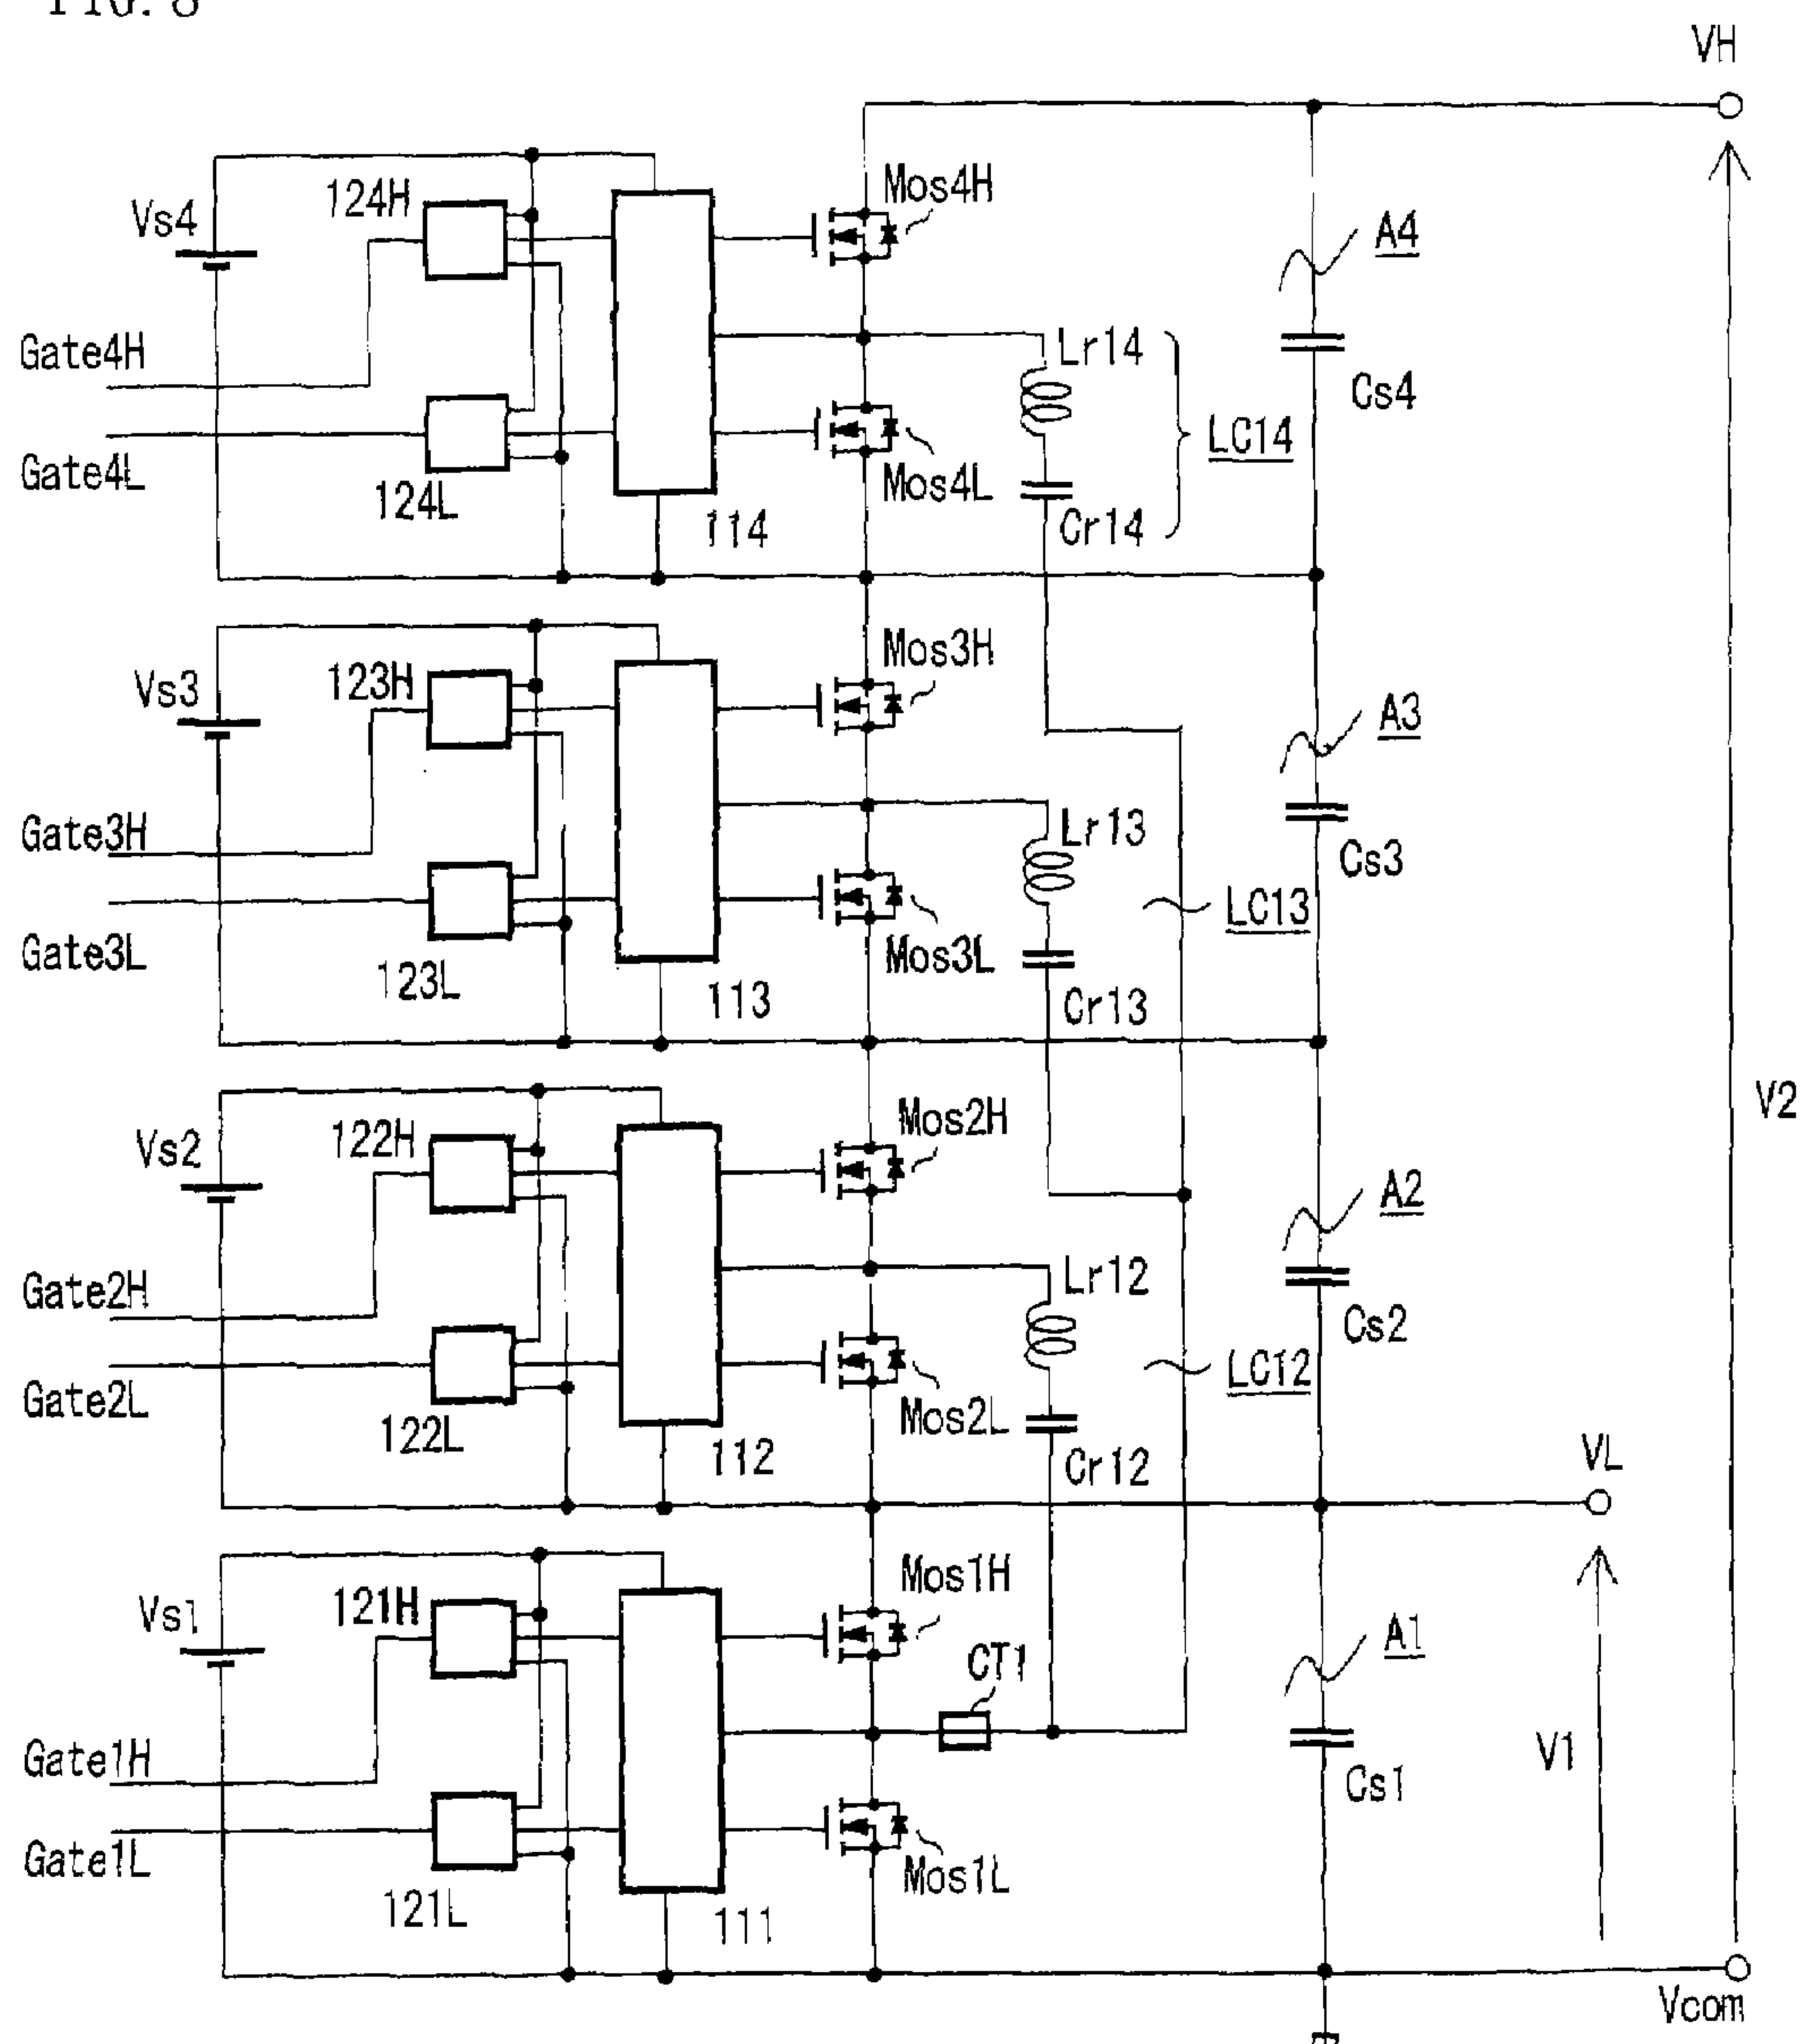 FIG. 8
VH
Mos4H
124H
Vs4
A4
Gate4H
Lr14
Cs4
LC14
Gate4L
Mos4L
124L
114
Cr14
Mos3H
123H
Vs3
A3
Gate3H
Lr13
Cs3
LC13
Gate3L
Mos3L
123L
113
Cr13
V2
Mos2H
122H
Vs2
A2
Gate2H
Lr12
Cs2
LC12
Gate2L
Mos2L
122L
112
Cr12
VL
Mos1H
121H
Vs1
A1
CT1
Gate1H
V1
Cs1
Gate1L
Mos1L
121L
111
Vcom